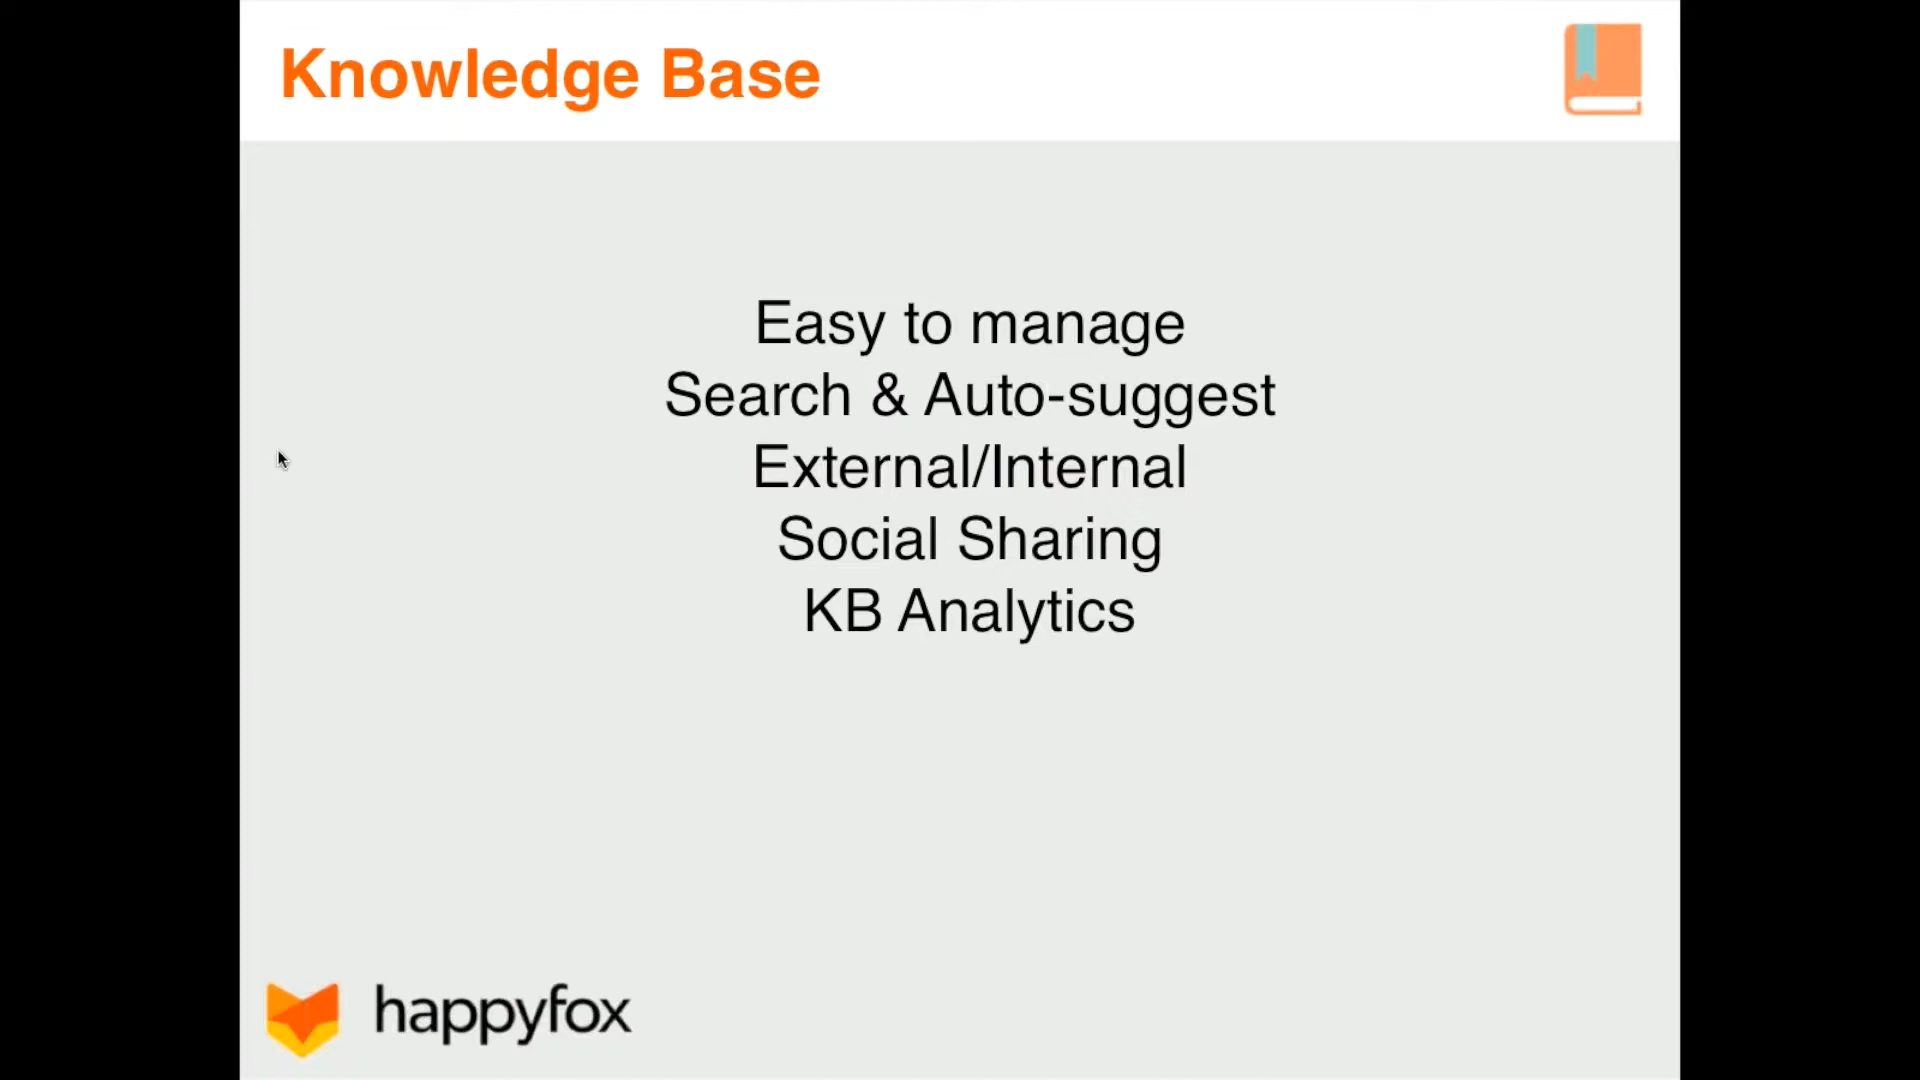 Knowledge Base
Easy to manage
Search & Auto-suggest
External/Internal
Social Sharing
KB Analytics
happyfox